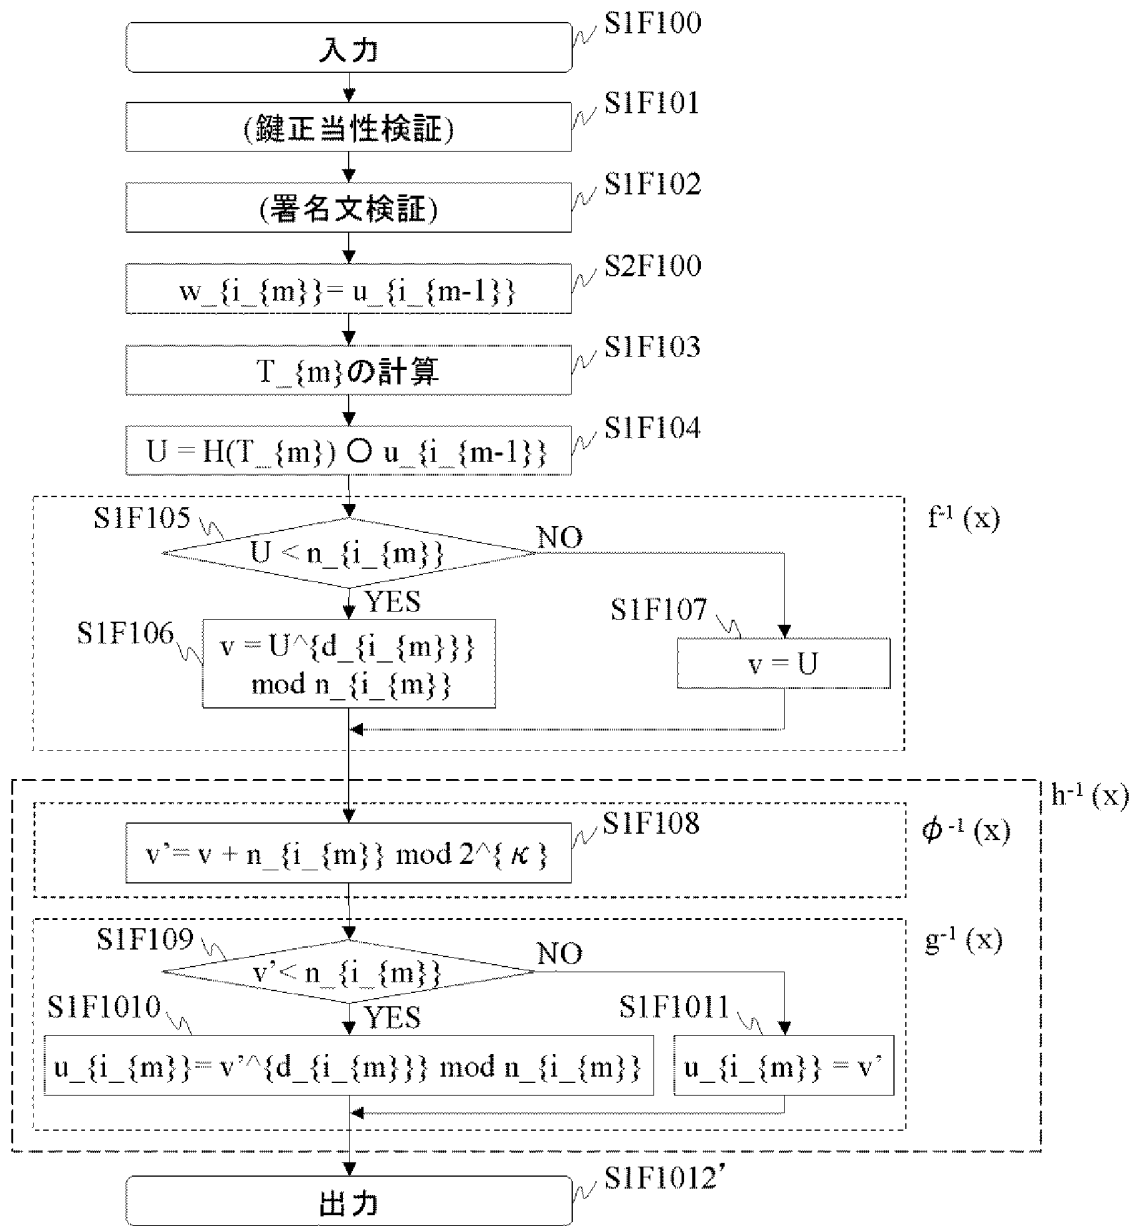 S1F100
入力
S1F101
(鍵正当性検証)
S1F102
(署名文検証)
S2F100
w_{i_{m}}= u_{i_{m-1}}
S1F103
T_{m}の計算
S1F104
U = H(T_{m}) ○ u_{i_{m-1}}
f⁻¹ (x)
S1F105
U < n_{i_{m}}
NO
YES
S1F106
v = U^{d_{i_{m}}}
mod n_{i_{m}}
S1F107
v = U
h⁻¹ (x)
S1F108
φ⁻¹ (x)
v'= v + n_{i_{m}} mod 2^{κ}
g⁻¹ (x)
S1F109
v'< n_{i_{m}}
NO
YES
S1F1010
u_{i_{m}}= v'^{d_{i_{m}}} mod n_{i_{m}}
S1F1011
u_{i_{m}} = v'
S1F1012'
出力